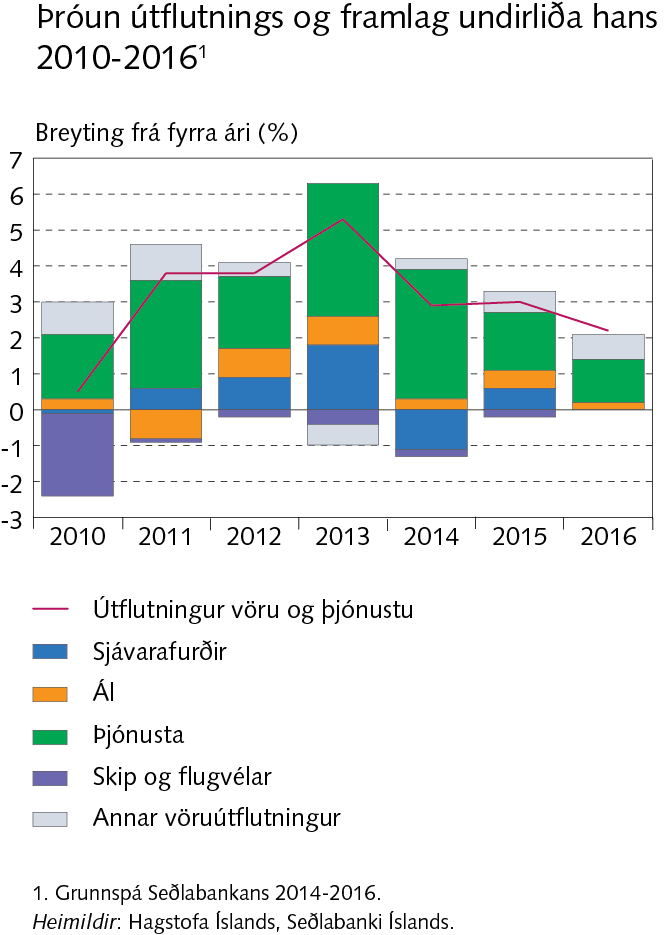 Þróun útflutnings og framlag undirliða hans
2010-2016¹
Breyting frá fyrra ári (%)
7
6
5
4
3
2
1
0
-1
-2
-3
2010 2011 2012 2013 2014 2015 2016
Útflutningur vöru og þjónustu
Sjávarafurðir
Ál
Þjónusta
Skip og flugvélar
Annar vöruútflutningur
1. Grunnspá Seðlabankans 2014-2016.
Heimildir: Hagstofa Íslands, Seðlabanki Íslands.